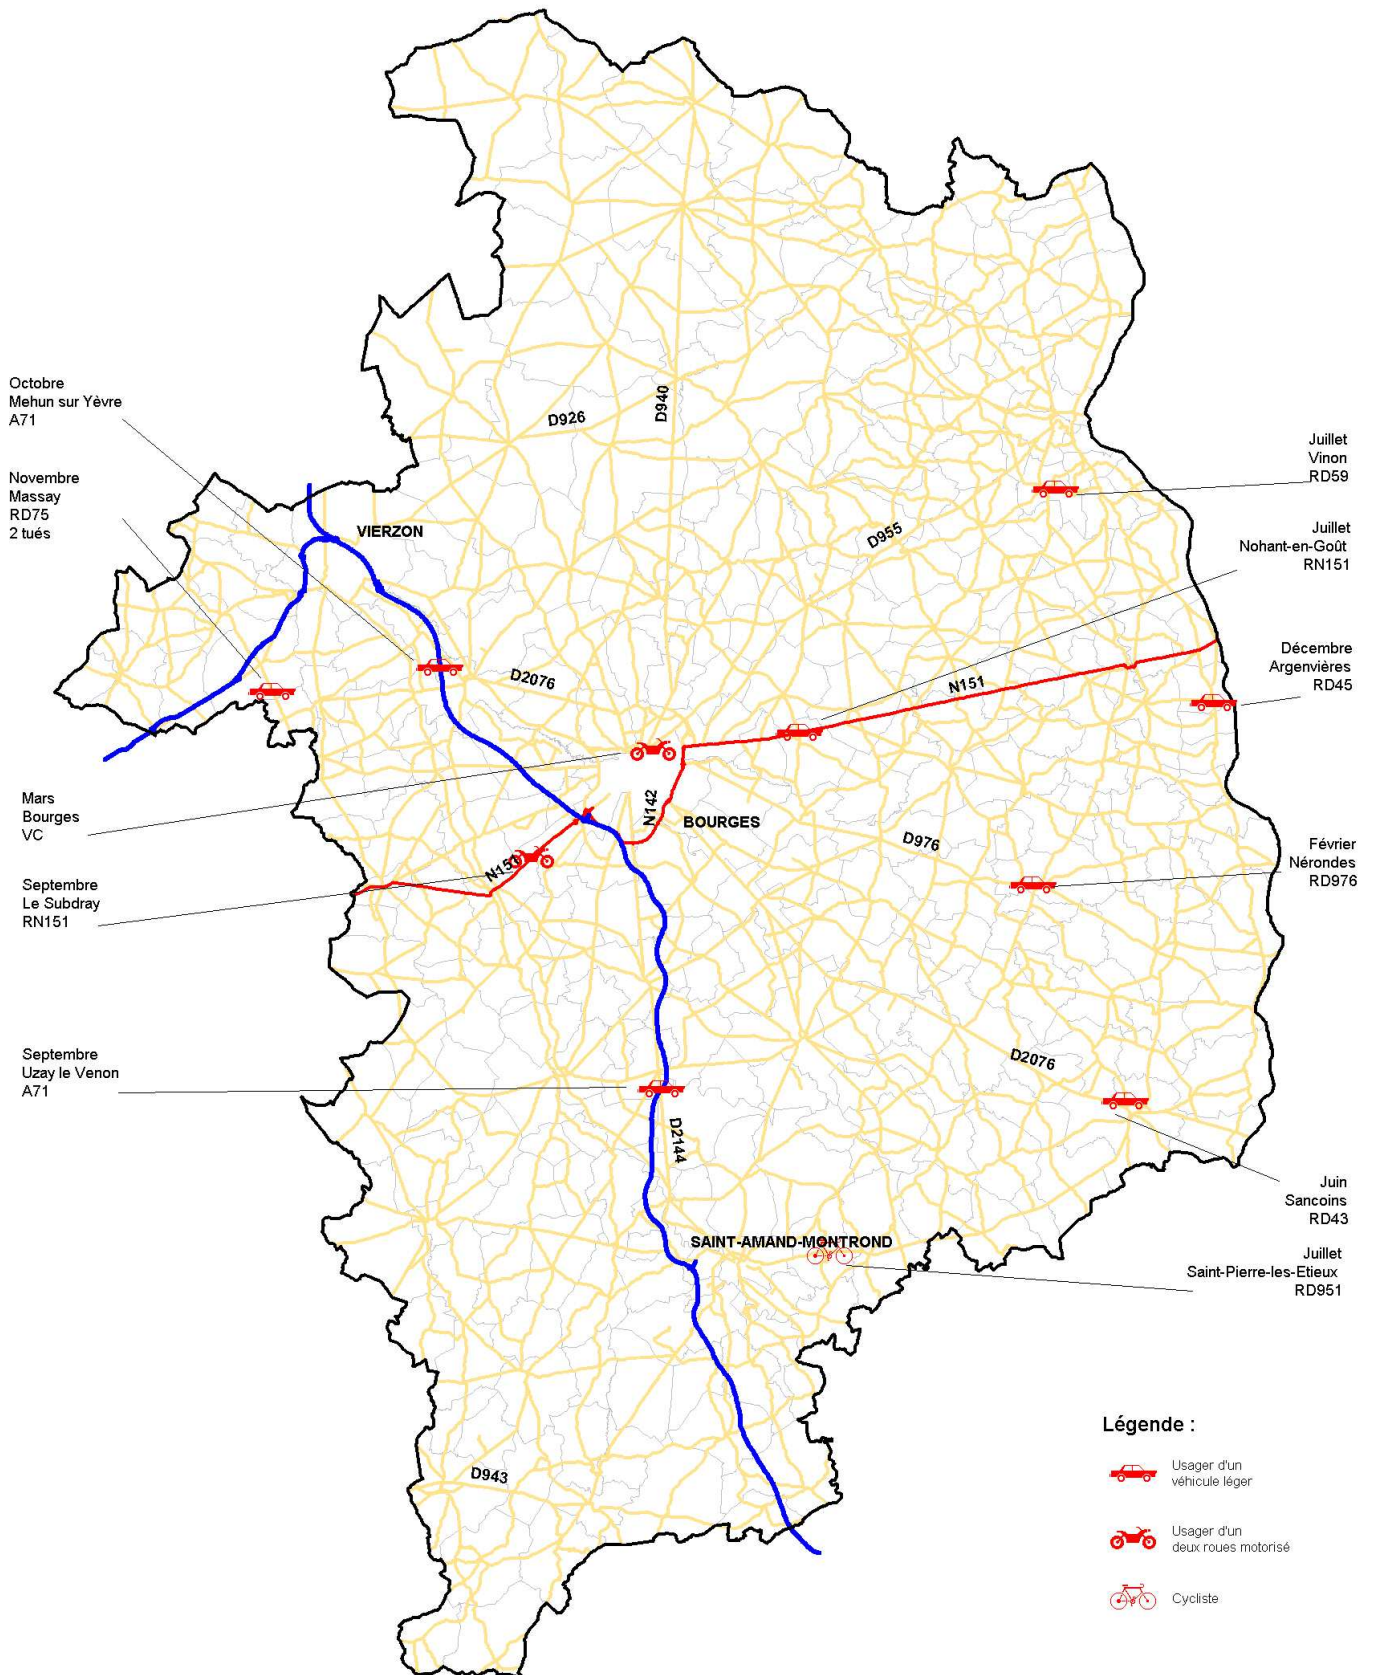 Octobre
Mehun sur Yèvre
A71
Novembre
Massay
RD75
2 tués
Mars
Bourges
VC
Septembre
Le Subdray
RN151
Septembre
Uzay le Venon
A71
D926
D940
VIERZON
D955
D2076
N151
N142
BOURGES
N151
D976
D2076
D2144
SAINT-AMAND-MONTROND
D943
Juillet
Vinon
RD59
Juillet
Nohant-en-Goût
RN151
Décembre
Argenvières
RD45
Février
Nérondes
RD976
Juin
Sancoins
RD43
Juillet
Saint-Pierre-les-Etieux
RD951
Légende :
Usager d'un
véhicule léger
Usager d'un
deux roues motorisé
Cycliste